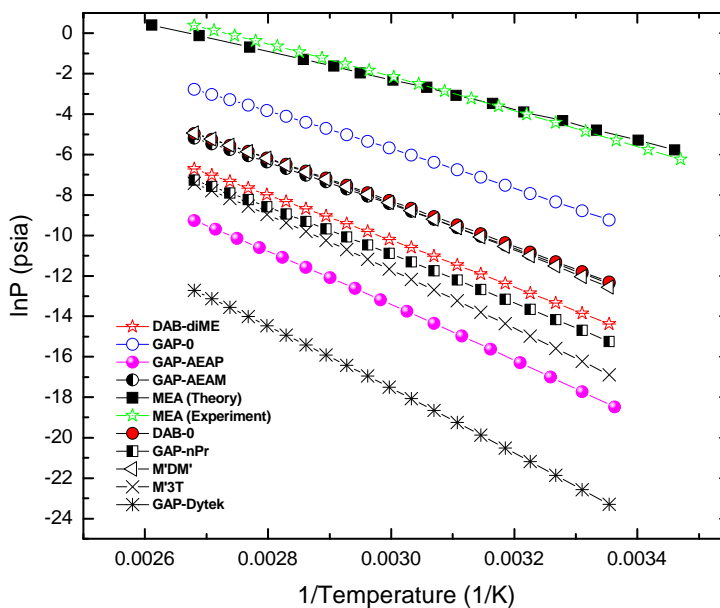 0
-2
-4
-6
-8
-10
-12
-14
-16
-18
-20
-22
-24
lnP (psia)
DAB-diME
GAP-0
GAP-AEAP
GAP-AEAM
MEA (Theory)
MEA (Experiment)
DAB-0
GAP-nPr
M'DM'
M'3T
GAP-Dytek
0.0026 0.0028 0.0030 0.0032 0.0034
1/Temperature (1/K)